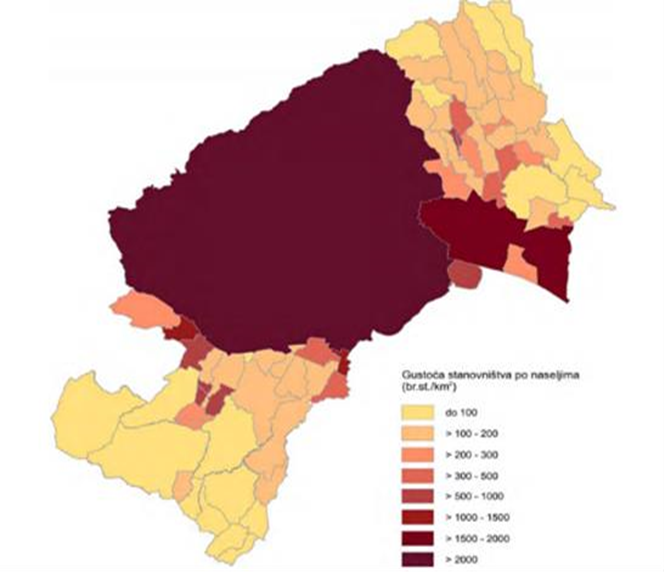 Gustoća stanovništva po naseljima
(br.st./km²)
do 100
> 100 - 200
> 200 - 300
> 300 - 500
> 500 - 1000
> 1000 - 1500
> 1500 - 2000
> 2000